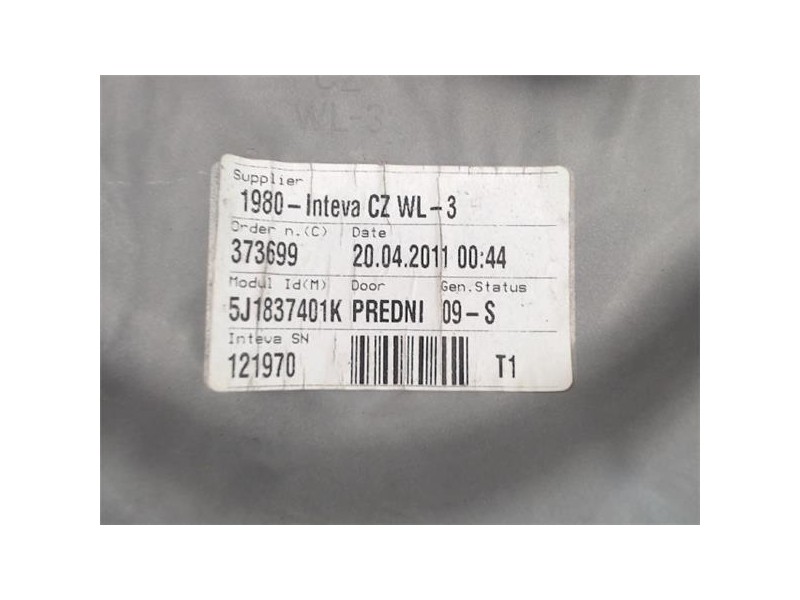 CZ
WL-3
Supplier
1980-Inteva CZ WL-3
Order n.(C) Date
373699 20.04.2011 00:44
Modul Id(M) Door Gen.Status
5J1837401K PREDNI 09-S
Inteva SN
121970 T1